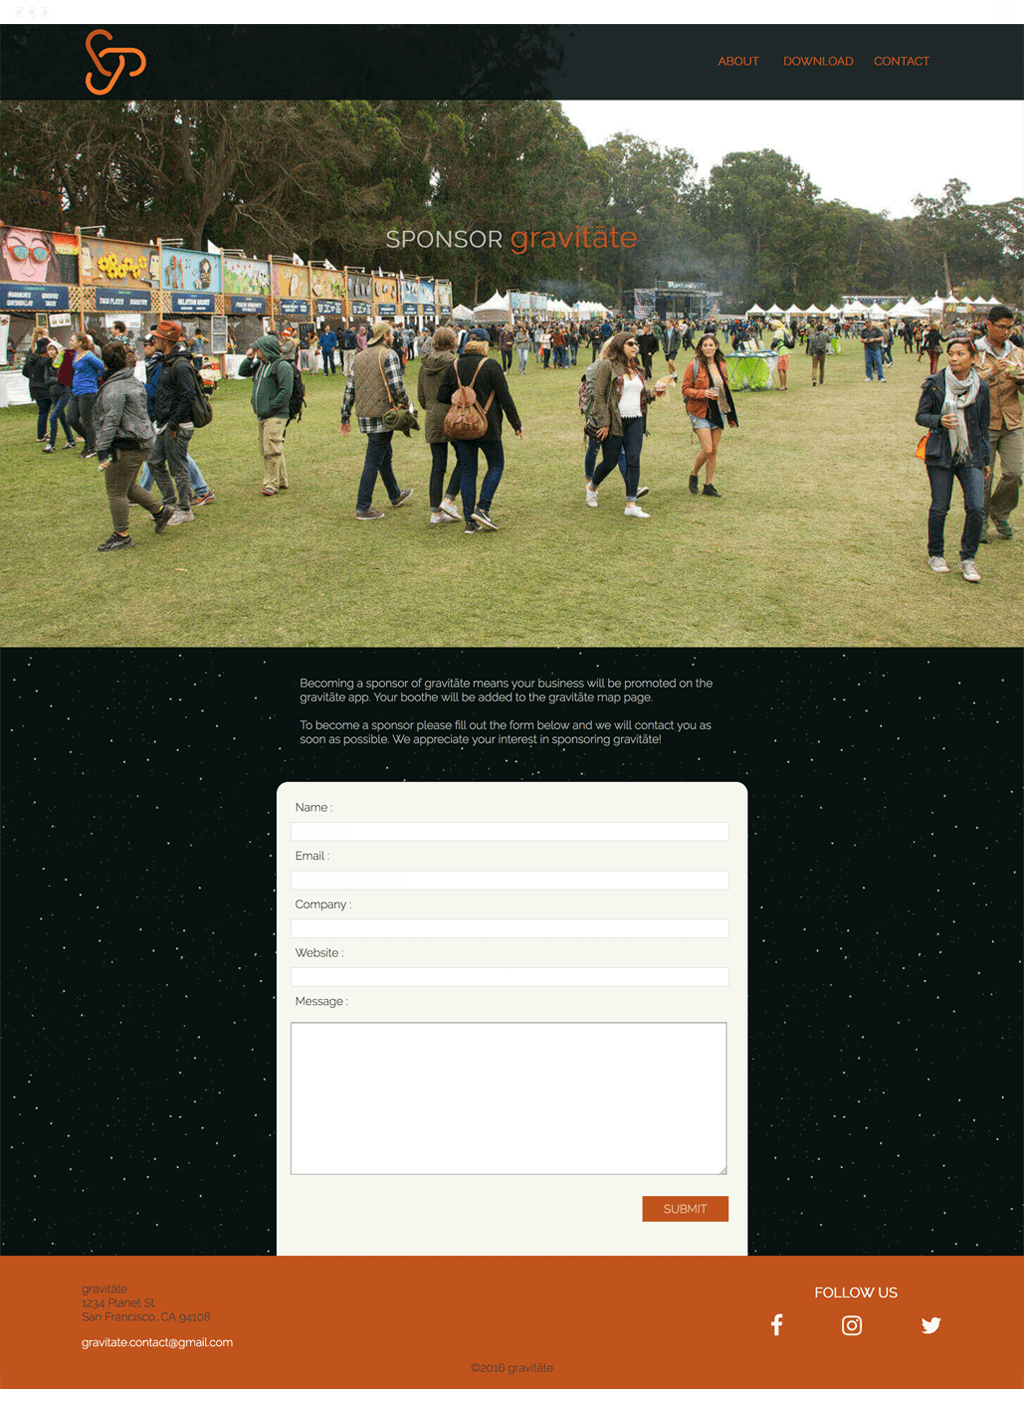 ABOUT DOWNLOAD CONTACT
SPONSOR gravitāte
Becoming a sponsor of gravitāte means your business will be promoted on the
gravitāte app. Your boothe will be added to the gravitāte map page.
To become a sponsor please fill out the form below and we will contact you as
soon as possible. We appreciate your interest in sponsoring gravitāte!
Name :
Email :
Company :
Website :
Message :
SUBMIT
gravitāte
1234 Planet St.
San Francisco, CA 94108
gravitate.contact@gmail.com
FOLLOW US
©2016 gravitāte